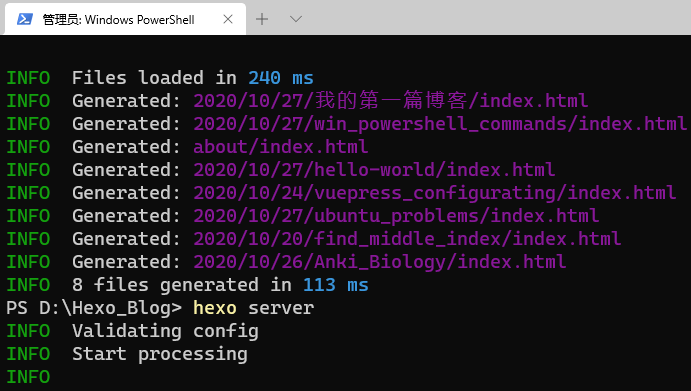 管理员: Windows PowerShell
INFO  Files loaded in 240 ms
INFO  Generated: 2020/10/27/我的第一篇博客/index.html
INFO  Generated: 2020/10/27/win_powershell_commands/index.html
INFO  Generated: about/index.html
INFO  Generated: 2020/10/27/hello-world/index.html
INFO  Generated: 2020/10/24/vuepress_configurating/index.html
INFO  Generated: 2020/10/27/ubuntu_problems/index.html
INFO  Generated: 2020/10/20/find_middle_index/index.html
INFO  Generated: 2020/10/26/Anki_Biology/index.html
INFO  8 files generated in 113 ms
PS D:\Hexo_Blog> hexo server
INFO  Validating config
INFO  Start processing
INFO